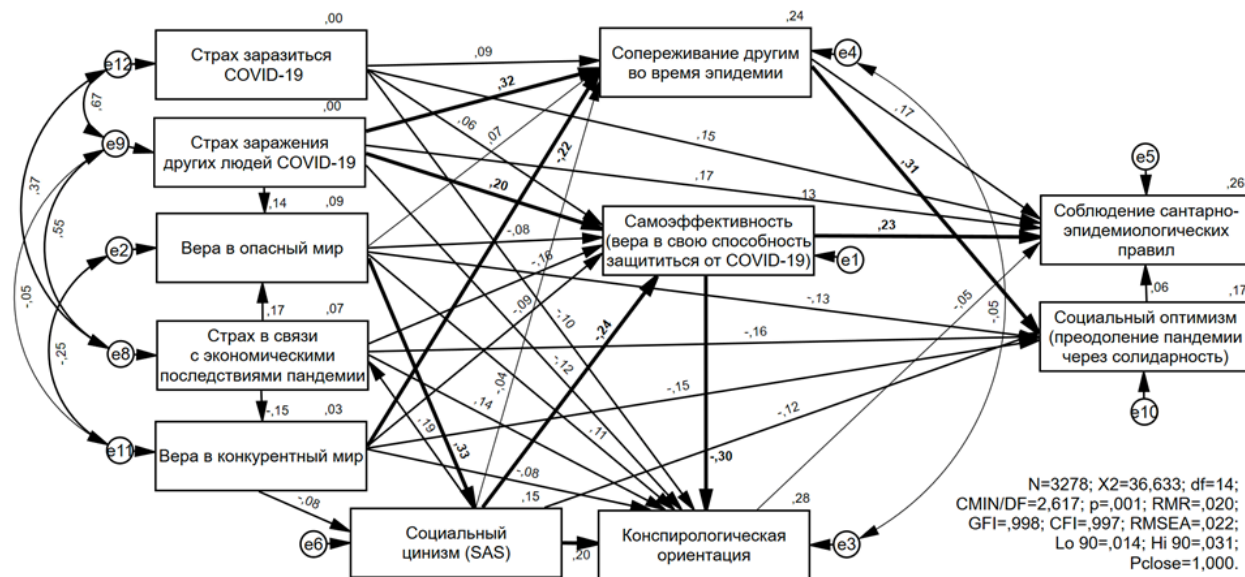 ,00
e12
Страх заразиться
COVID-19
,67
,00
e9
Страх заражения
других людей COVID-19
,37
,55
,14
,09
e2
Вера в опасный мир
-,05
-,25
,17
,07
e8
Страх в связи
с экономическими
последствиями пандемии
-,15
,03
e11
Вера в конкурентный мир
-,08
,24
Сопереживание другим
во время эпидемии
e4
,09
,32
,06
,07
-,22
,20
,15
,17
,17
,13
,31
Самоэффективность
(вера в свою способность
защититься от COVID-19)
e1
,23
-,08
-,16
-,09
-,10
-,24
-,13
-,12
-,16
-,04
,14
,19
-,15
-,12
,11
,33
-,08
-,30
-,05
-,05
e5
,26
Соблюдение сантарно-
эпидемиологических
правил
,06
,17
Социальный оптимизм
(преодоление пандемии
через солидарность)
e10
,15
e6
Социальный
цинизм (SAS)
,20
,28
Конспирологическая
ориентация
e3
N=3278; X2=36,633; df=14;
CMIN/DF=2,617; p=,001; RMR=,020;
GFI=,998; CFI=,997; RMSEA=,022;
Lo 90=,014; Hi 90=,031;
Pclose=1,000.